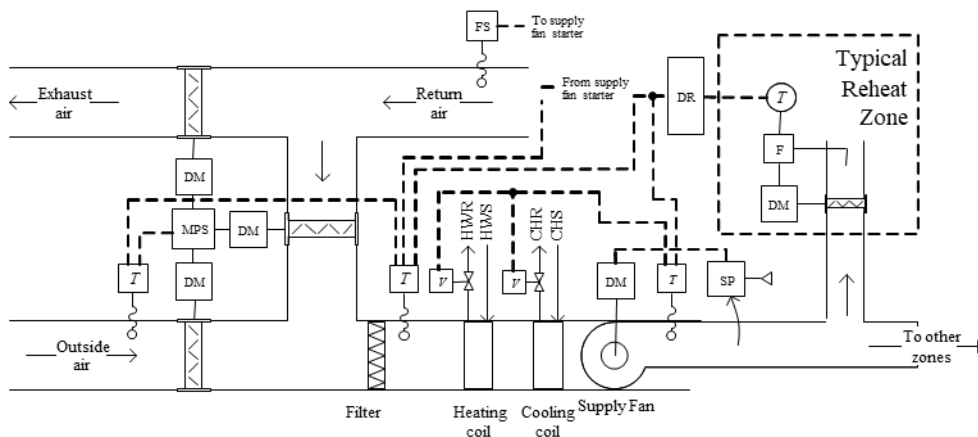 FS
To supply
fan starter
From supply
fan starter
DR
Typical
Reheat
Zone
T
F
DM
Exhaust
air
Return
air
DM
MPS
DM
DM
T
T
HWR
HWS
CHR
CHS
V
V
DM
T
SP
Outside
air
To other
zones
Filter
Heating
coil
Cooling
coil
Supply Fan